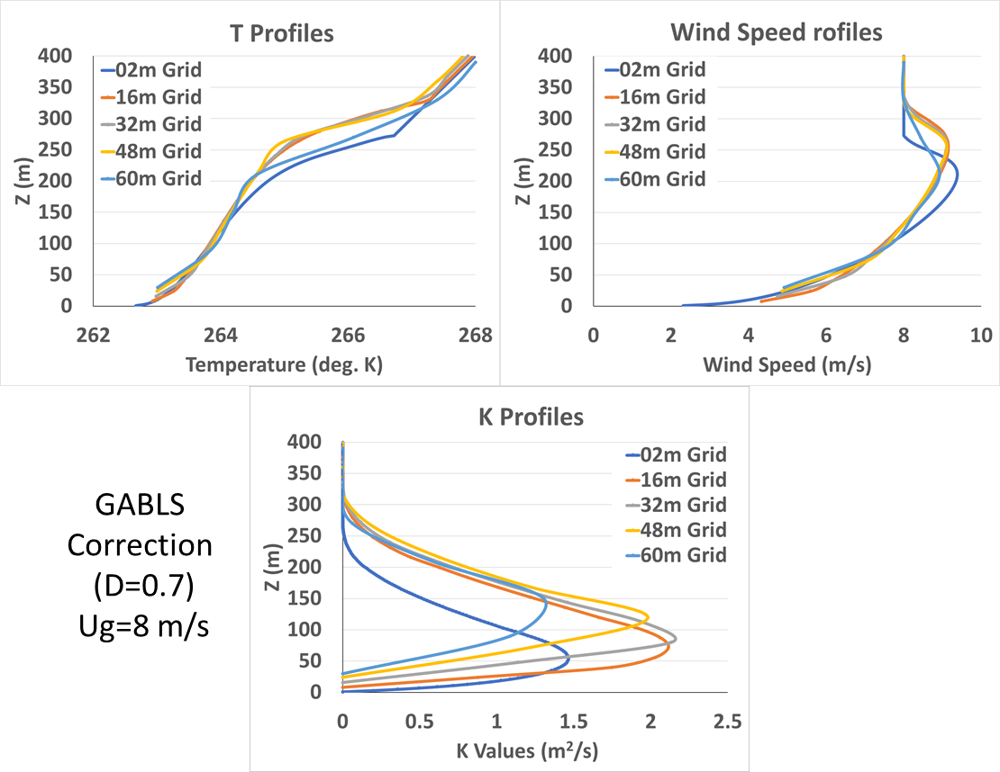 T Profiles
400
350
300
250
200
150
100
50
0
Z (m)
02m Grid
16m Grid
32m Grid
48m Grid
60m Grid
262 264 266 268
Temperature (deg. K)
Wind Speed rofiles
400
350
300
250
200
150
100
50
0
Z (m)
02m Grid
16m Grid
32m Grid
48m Grid
60m Grid
0 2 4 6 8 10
Wind Speed (m/s)
GABLS
Correction
(D=0.7)
Ug=8 m/s
K Profiles
400
350
300
250
200
150
100
50
0
Z (m)
02m Grid
16m Grid
32m Grid
48m Grid
60m Grid
0 0.5 1 1.5 2 2.5
K Values (m²/s)